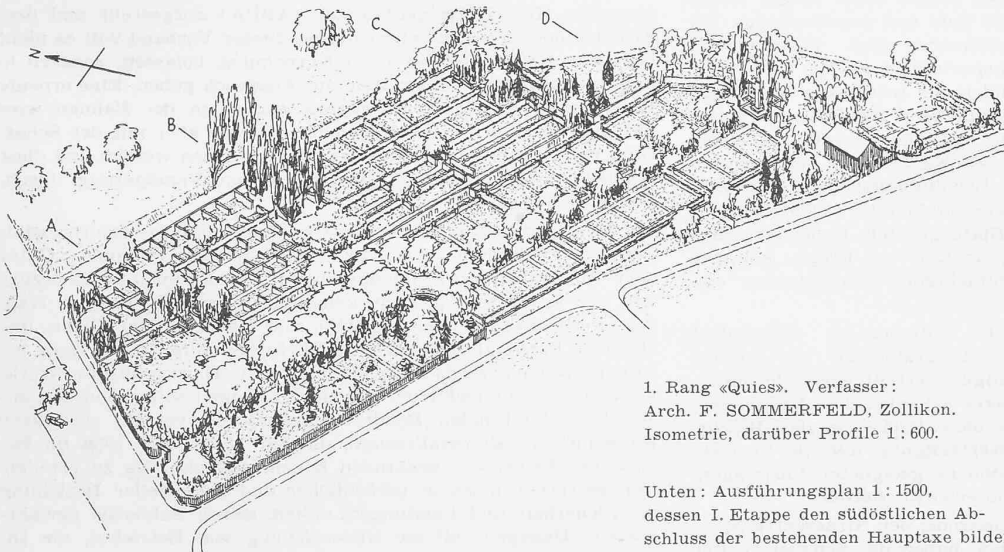 N
A
B
C
D
1. Rang «Quies». Verfasser:
Arch. F. SOMMERFELD, Zollikon.
Isometrie, darüber Profile 1 : 600.
Unten: Ausführungsplan 1 : 1500,
dessen I. Etappe den südöstlichen Ab-
schluss der bestehenden Hauptaxe bilde